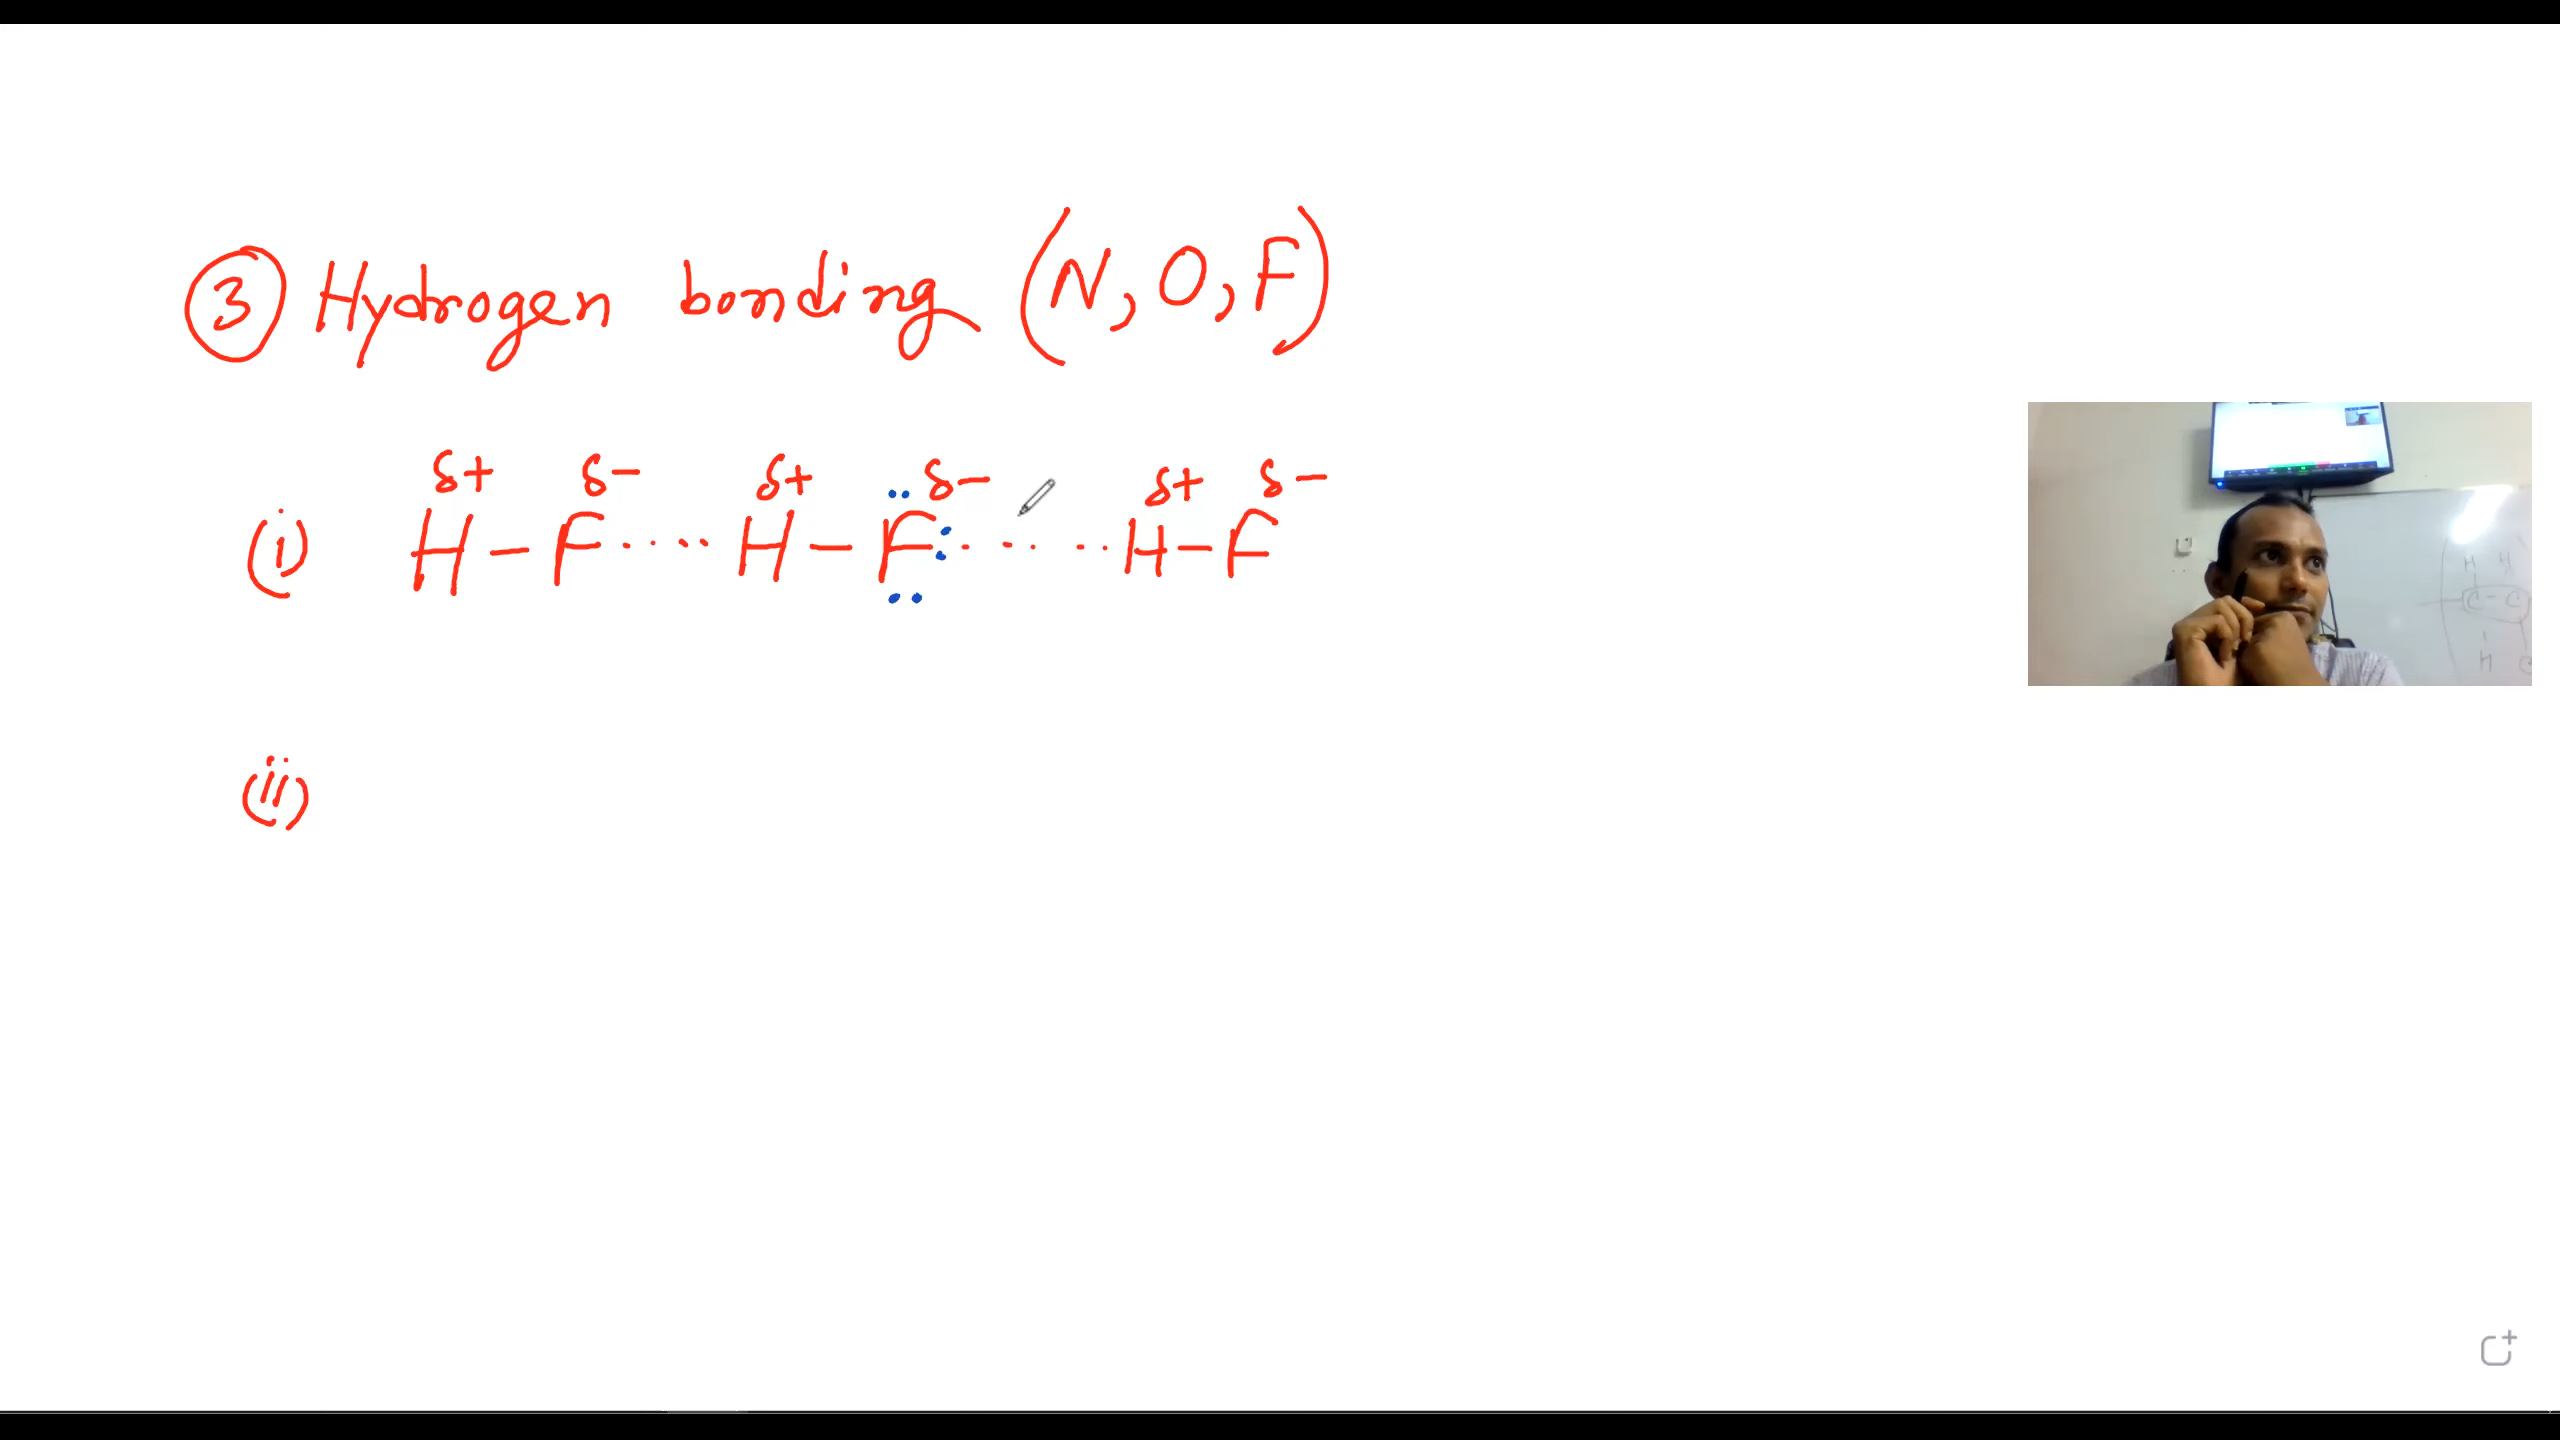 ③ Hydrogen bonding (N, O, F)
δ+ δ− δ+ δ− δ+ δ−
(i) H − F ···· H − F: ····· H − F
(ii)
H H
C - C
H